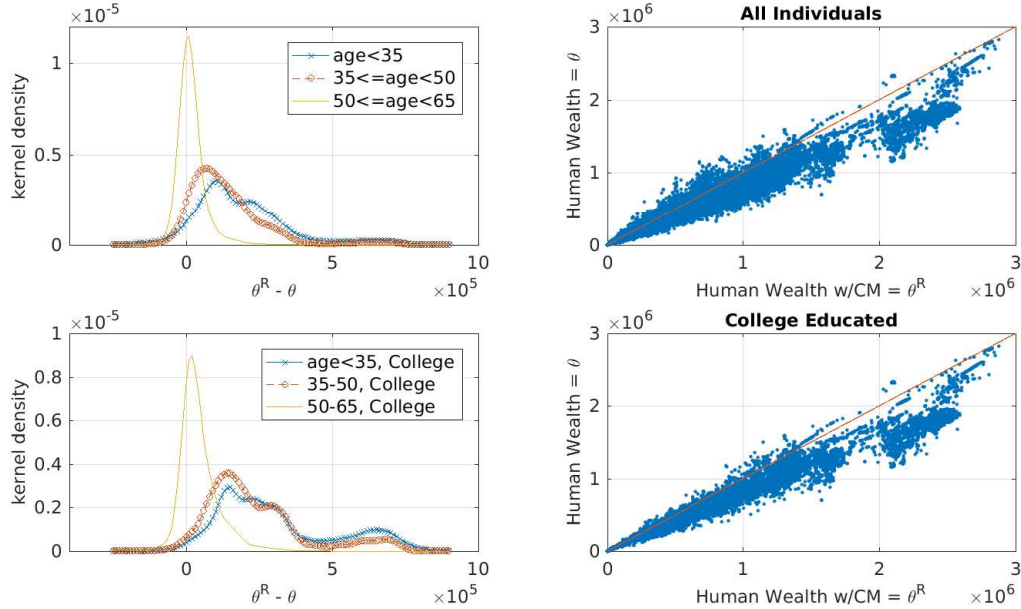 ×10⁻⁵
1
0.5
0
kernel density
age<35
35<=age<50
50<=age<65
0
5
10
θᴿ - θ
×10⁵
All Individuals
×10⁶
3
2
1
0
Human Wealth = θ
0
1
2
3
Human Wealth w/CM = θᴿ
×10⁶
×10⁻⁵
1
0.8
0.6
0.4
0.2
0
kernel density
age<35, College
35-50, College
50-65, College
0
5
10
θᴿ - θ
×10⁵
College Educated
×10⁶
3
2
1
0
Human Wealth = θ
0
1
2
3
Human Wealth w/CM = θᴿ
×10⁶